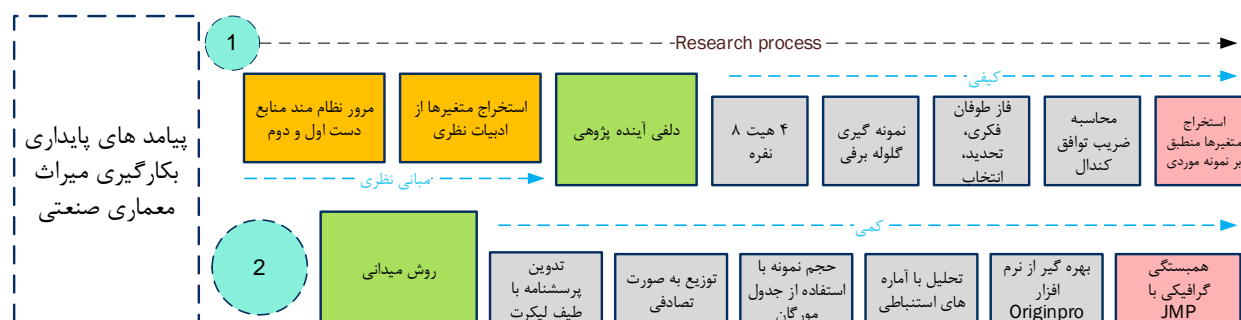 پیامد های پایداری
بکارگیری میراث
معماری صنعتی
1
Research process
مرور نظام مند منابع
دست اول و دوم
استخراج متغیرها از
ادبیات نظری
مبانی نظری
دلفی آینده پژوهی
کیفی
۴ هیت ۸
نفره
نمونه گیری
گلوله برفی
فاز طوفان
فکری،
تحدید،
انتخاب
محاسبه
ضریب توافق
کندال
استخراج
متغیرها منطبق
بر نمونه موردی
2
روش میدانی
کمی
تدوین
پرسشنامه با
طیف لیکرت
توزیع به صورت
تصادفی
حجم نمونه با
استفاده از جدول
مورگان
تحلیل با آماره
های استنباطی
بهره گیر از نرم
افزار
Originpro
همبستگی
گرافیکی با
JMP